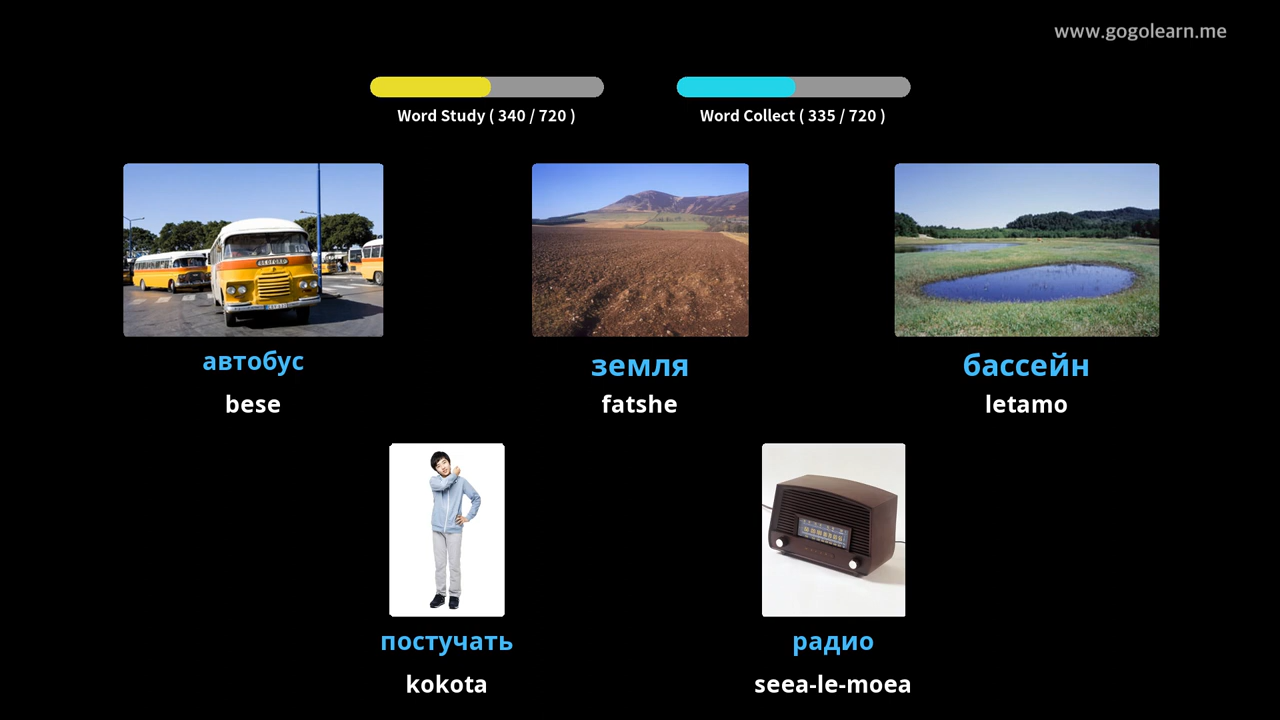 www.gogolearn.me
Word Study ( 340 / 720 )
Word Collect ( 335 / 720 )
BEDFORD
автобус
bese
земля
fatshe
бассейн
letamo
постучать
kokota
радио
seea-le-moea